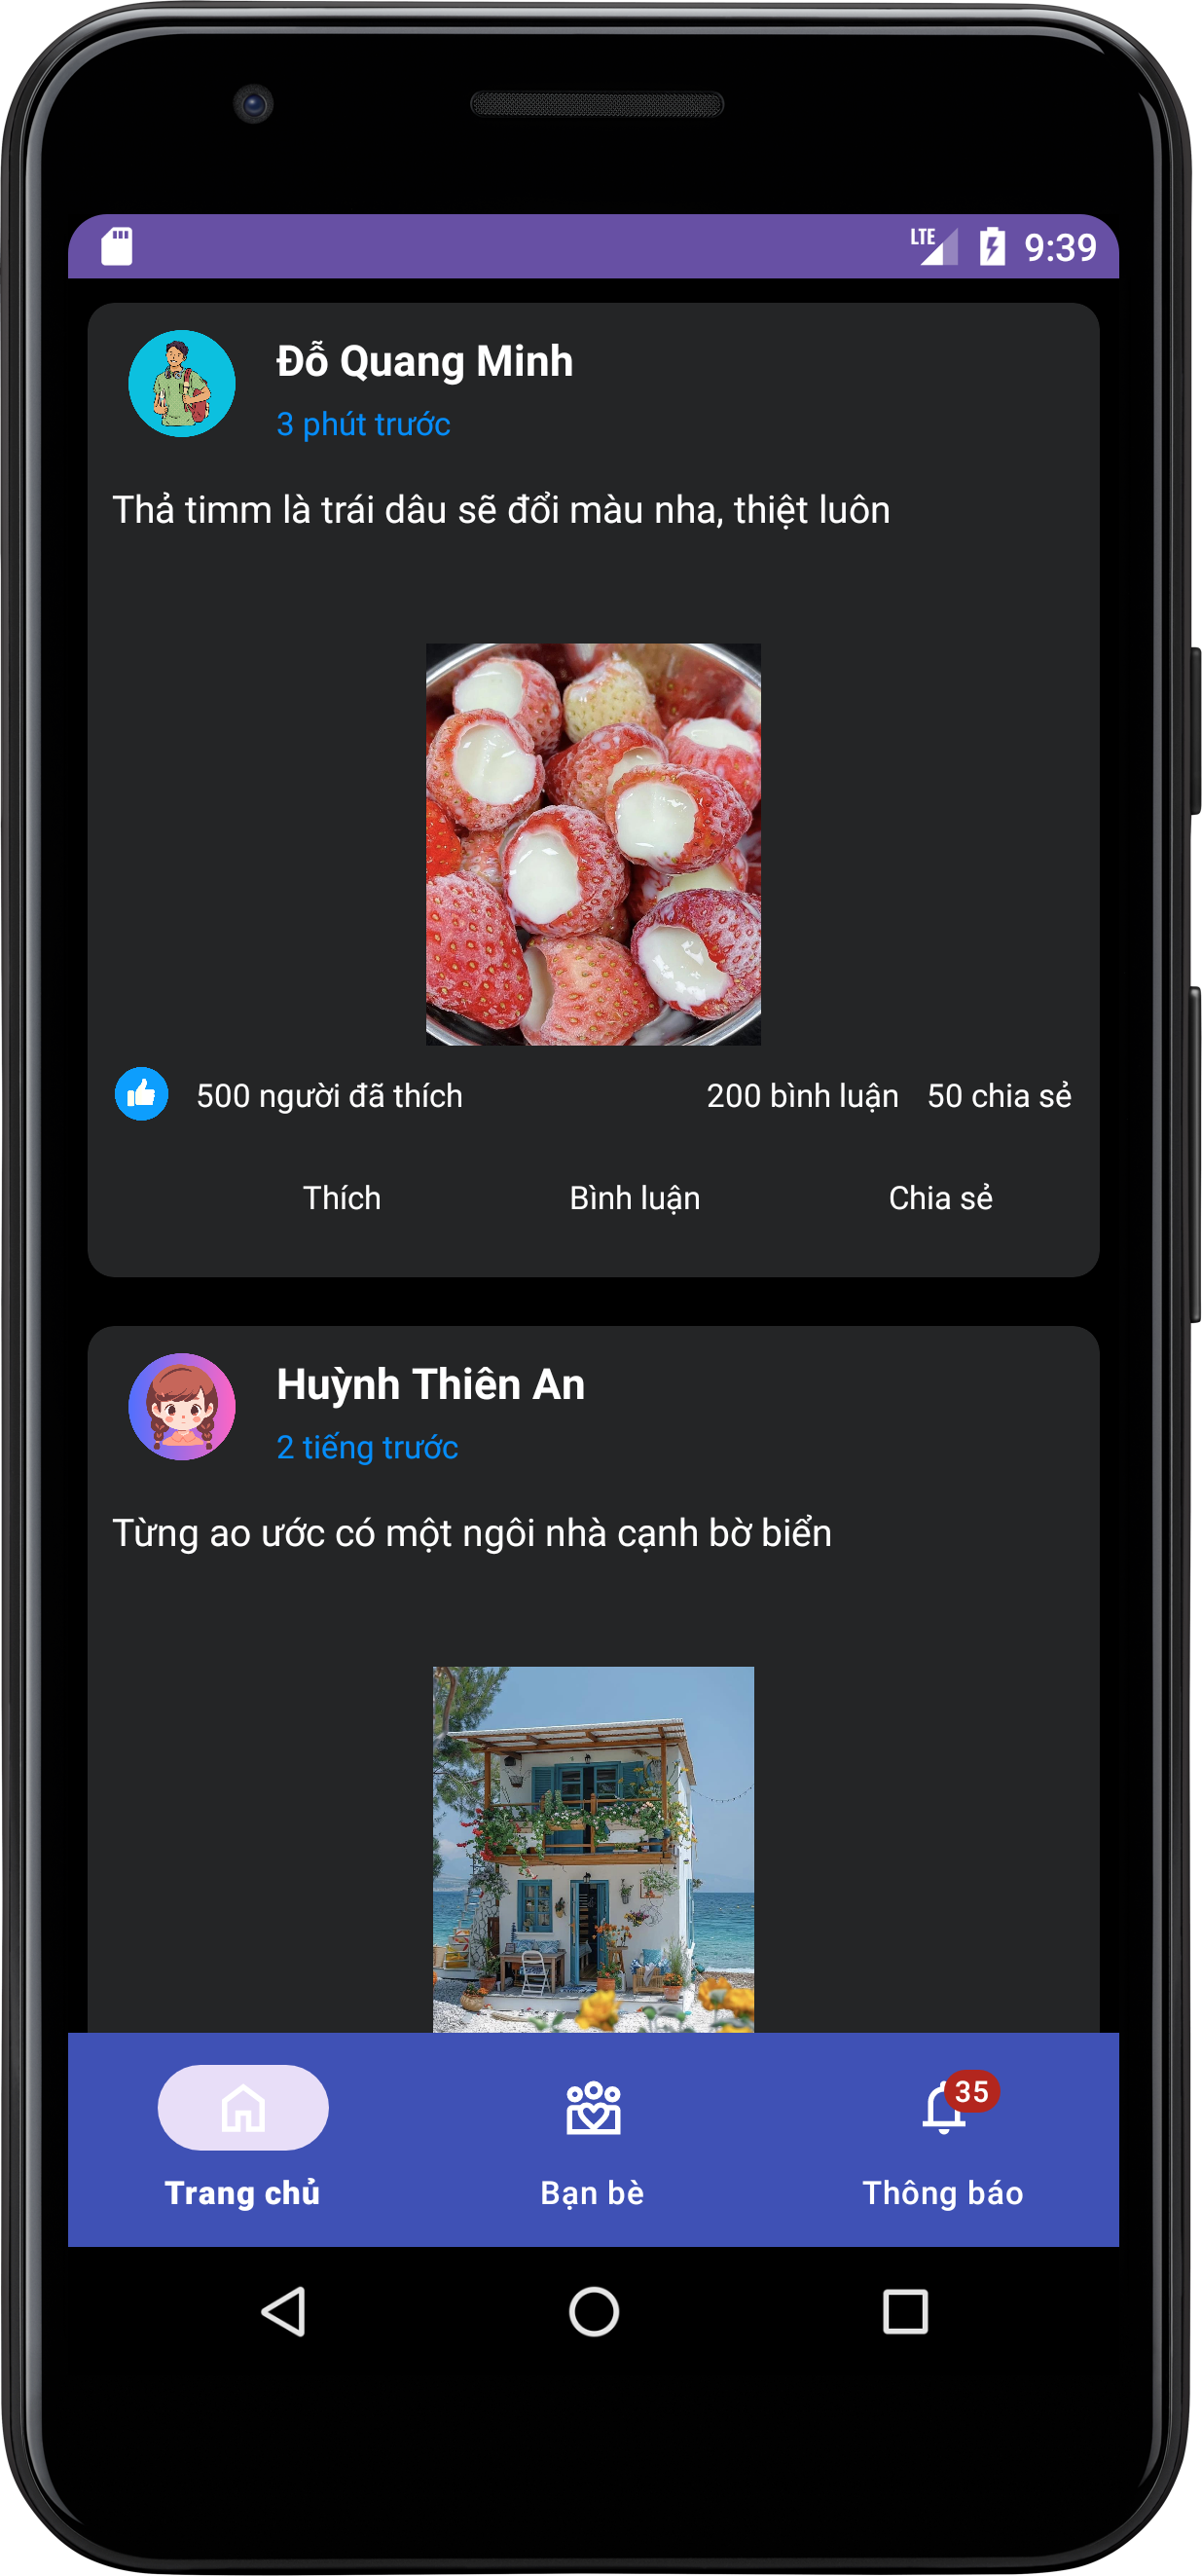 LTE 9:39
Đỗ Quang Minh
3 phút trước
Thả timm là trái dâu sẽ đổi màu nha, thiệt luôn
500 người đã thích 200 bình luận 50 chia sẻ
Thích Bình luận Chia sẻ
Huỳnh Thiên An
2 tiếng trước
Từng ao ước có một ngôi nhà cạnh bờ biển
35
Trang chủ Bạn bè Thông báo